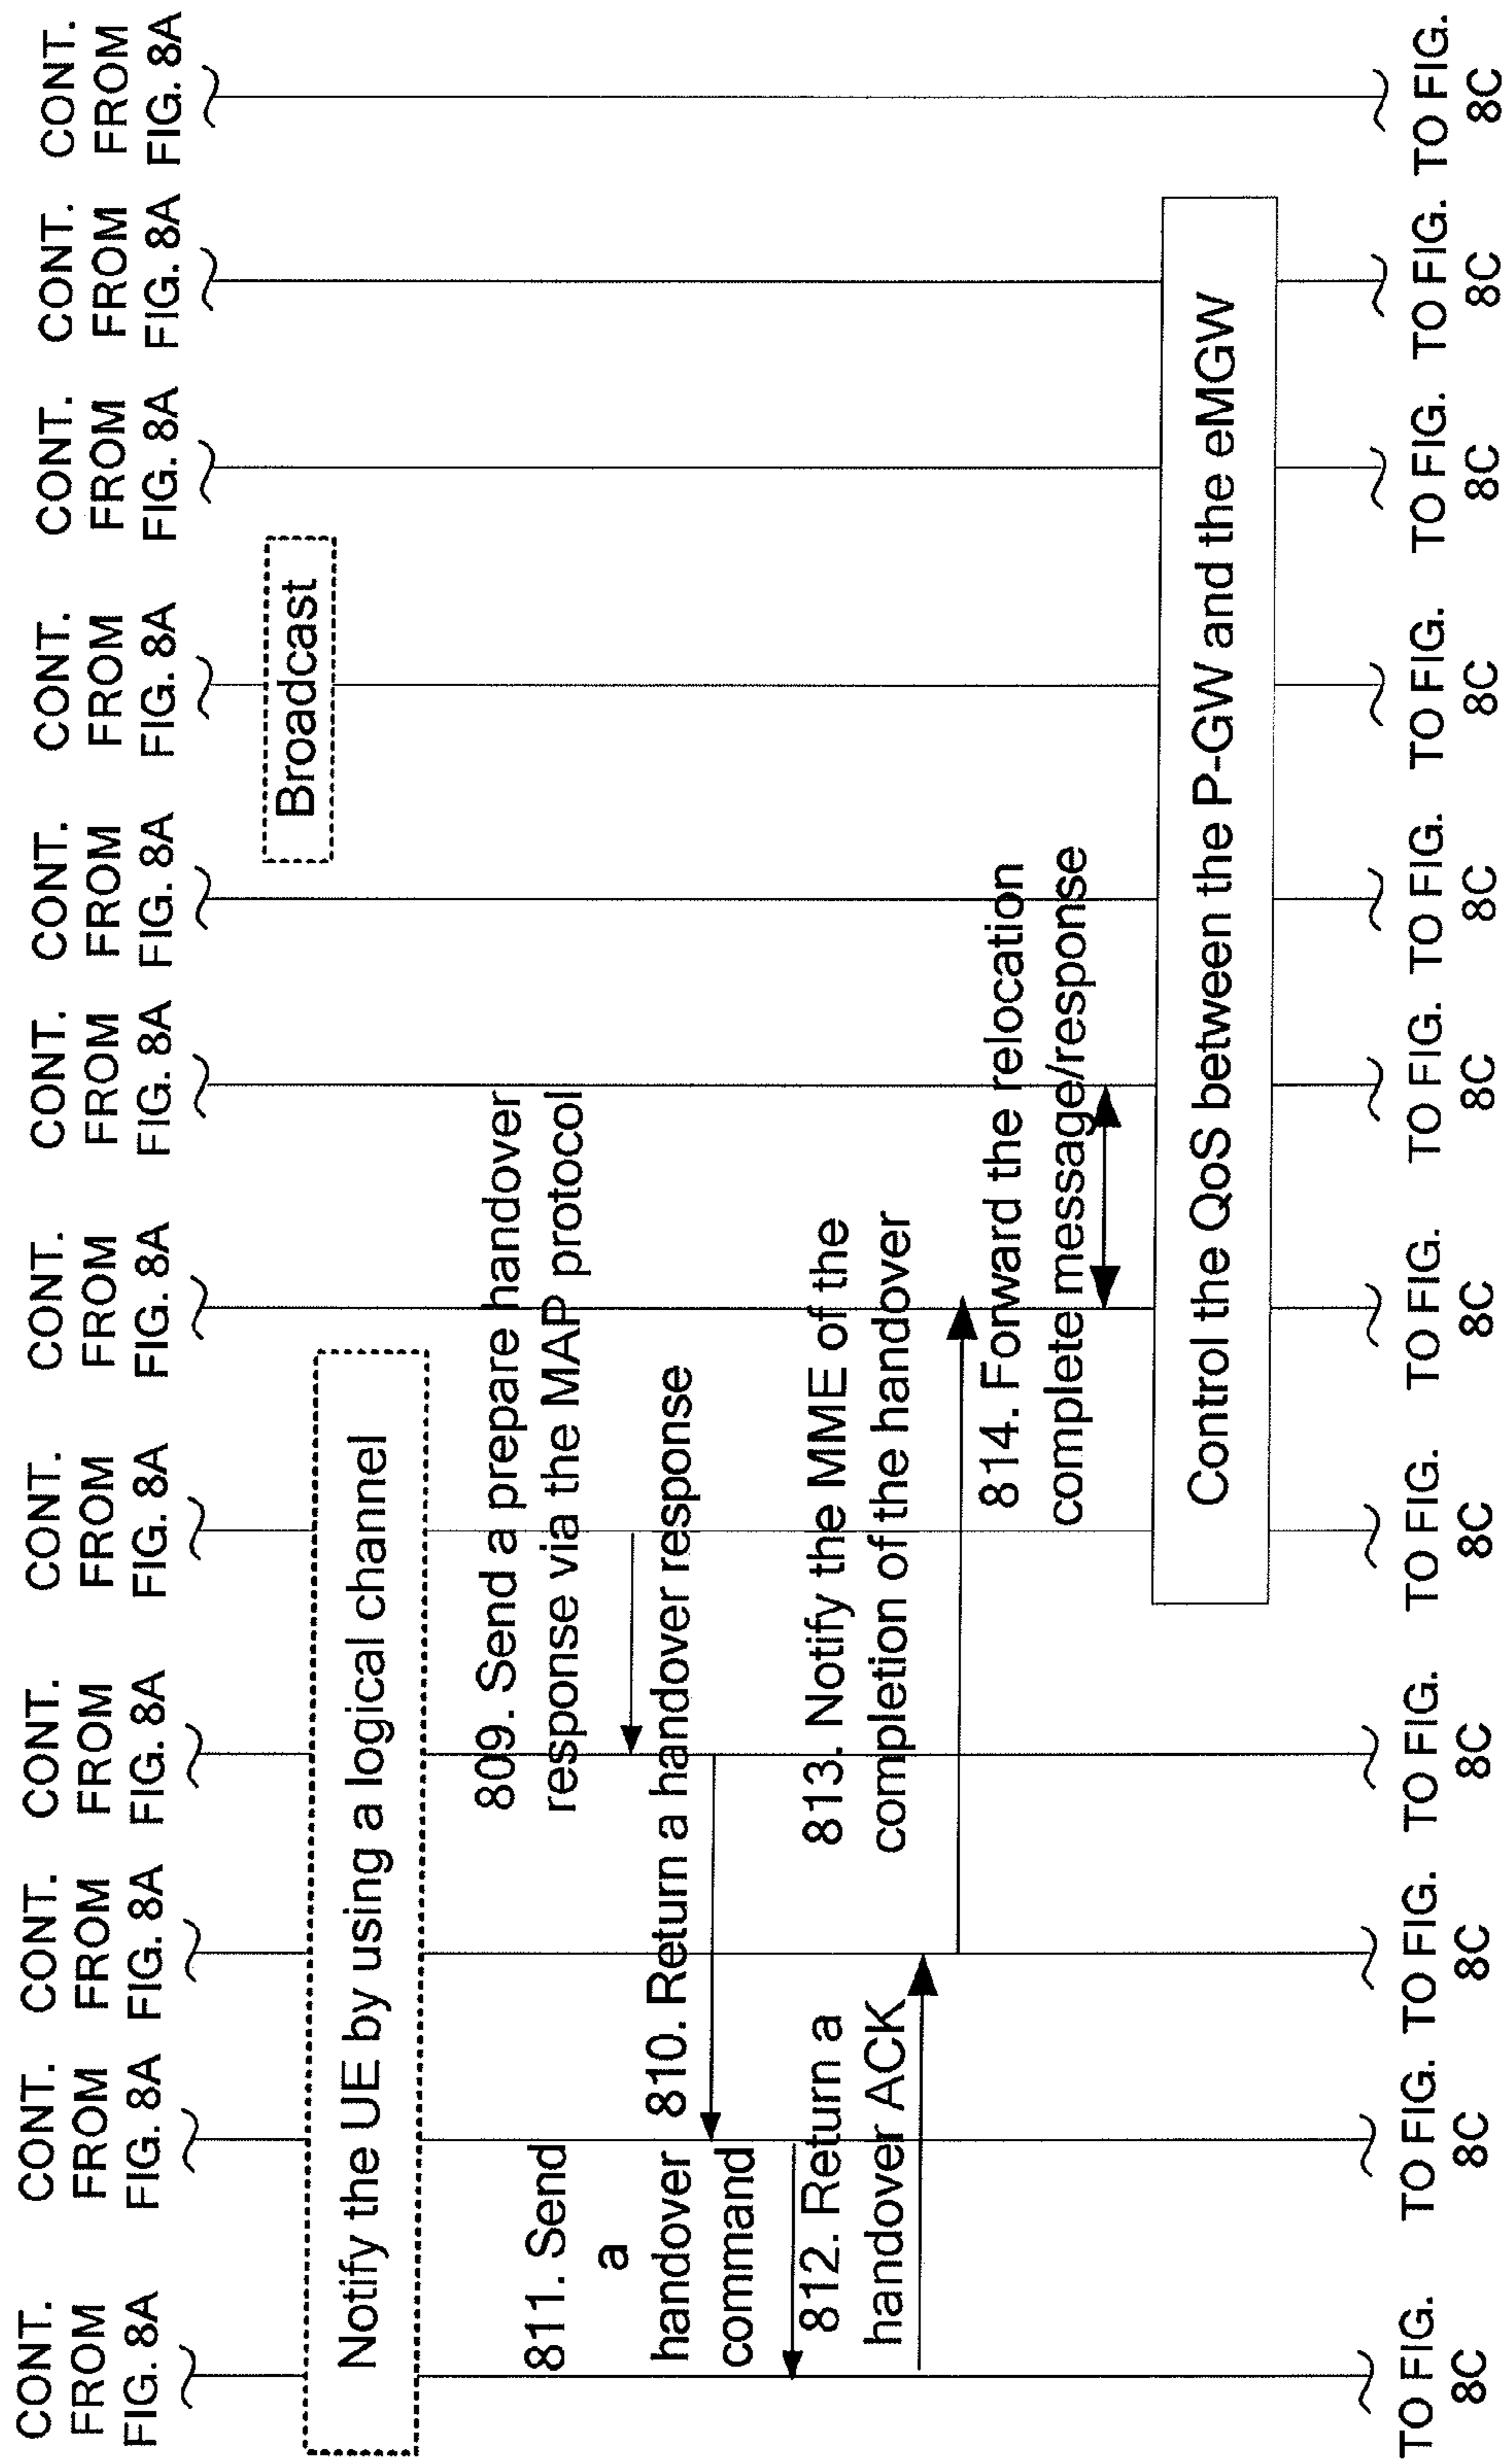 CONT. CONT. CONT. CONT. CONT. CONT. CONT. CONT. CONT. CONT. CONT. CONT.
FROM FROM FROM FROM FROM FROM FROM FROM FROM FROM FROM FROM
FIG. 8A FIG. 8A FIG. 8A FIG. 8A FIG. 8A FIG. 8A FIG. 8A FIG. 8A FIG. 8A FIG. 8A FIG. 8A FIG. 8A
Broadcast
Notify the UE by using a logical channel
809. Send a prepare handover
response via the MAP protocol
810. Return a handover response
811. Send
a
handover
command
812. Return a
handover ACK
813. Notify the MME of the
completion of the handover
814. Forward the relocation
complete message/response
Control the QoS between the P-GW and the eMGW
TO FIG. TO FIG. TO FIG. TO FIG. TO FIG. TO FIG. TO FIG. TO FIG. TO FIG. TO FIG. TO FIG. TO FIG.
8C 8C 8C 8C 8C 8C 8C 8C 8C 8C 8C 8C